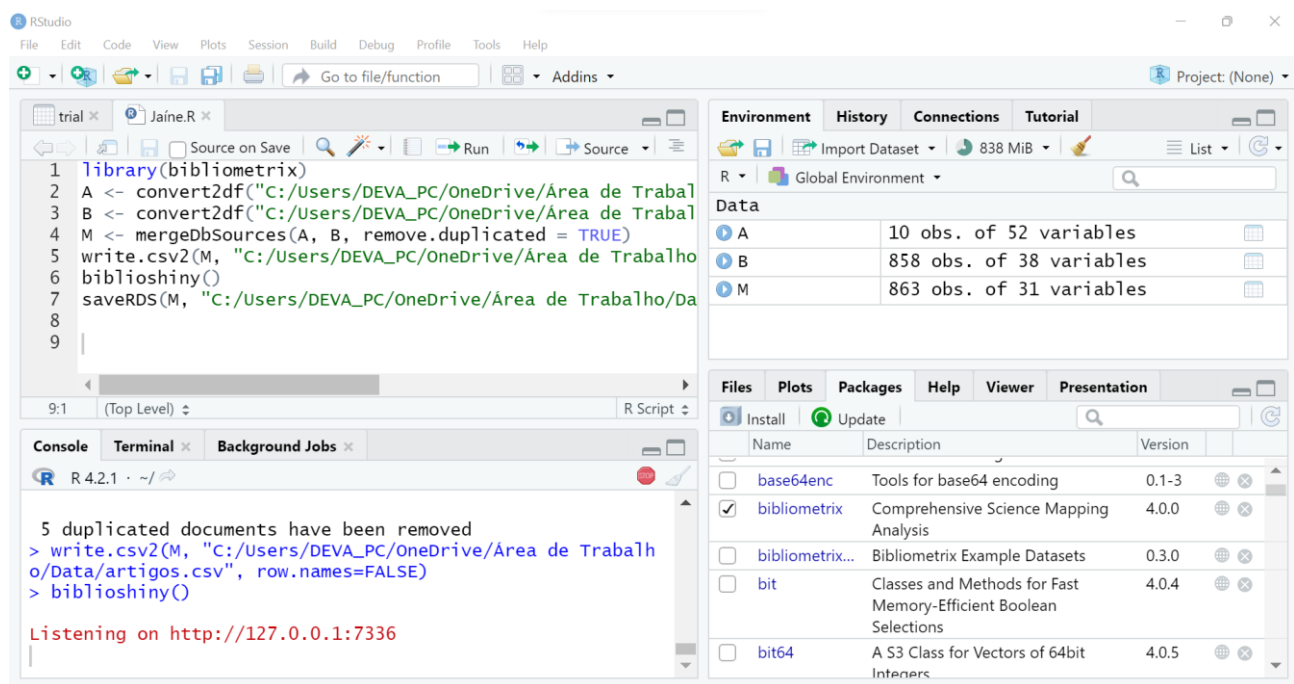 RStudio
File Edit Code View Plots Session Build Debug Profile Tools Help
Go to file/function Addins Project: (None)
trial Jaíne.R
Source on Save Run Source
1 library(bibliometrix)
2 A <- convert2df("C:/Users/DEVA_PC/OneDrive/Área de Trabal
3 B <- convert2df("C:/Users/DEVA_PC/OneDrive/Área de Trabal
4 M <- mergeDbSources(A, B, remove.duplicated = TRUE)
5 write.csv2(M, "C:/Users/DEVA_PC/OneDrive/Área de Trabalho
6 biblioshiny()
7 saveRDS(M, "C:/Users/DEVA_PC/OneDrive/Área de Trabalho/Da
8
9
9:1 (Top Level) R Script
Console Terminal Background Jobs
R 4.2.1 · ~/
STOP
5 duplicated documents have been removed
> write.csv2(M, "C:/Users/DEVA_PC/OneDrive/Área de Trabalh
o/Data/artigos.csv", row.names=FALSE)
> biblioshiny()
Listening on http://127.0.0.1:7336
Environment History Connections Tutorial
Import Dataset 838 MiB List
R Global Environment
Data
A 10 obs. of 52 variables
B 858 obs. of 38 variables
M 863 obs. of 31 variables
Files Plots Packages Help Viewer Presentation
Install Update
Name Description Version
base64enc Tools for base64 encoding 0.1-3
bibliometrix Comprehensive Science Mapping 4.0.0
Analysis
bibliometrix... Bibliometrix Example Datasets 0.3.0
bit Classes and Methods for Fast 4.0.4
Memory-Efficient Boolean
Selections
bit64 A S3 Class for Vectors of 64bit 4.0.5
Integers